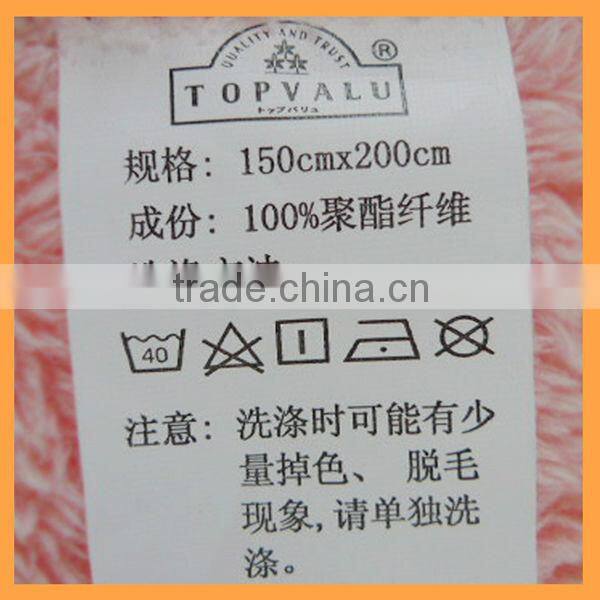 QUALITY AND TRUST
®
TOPVALU
トップバリュ
规格: 150cmx200cm
成份: 100%聚酯纤维
trade.china.cn
40
注意: 洗涤时可能有少
量掉色、脱毛
现象,请单独洗
涤。